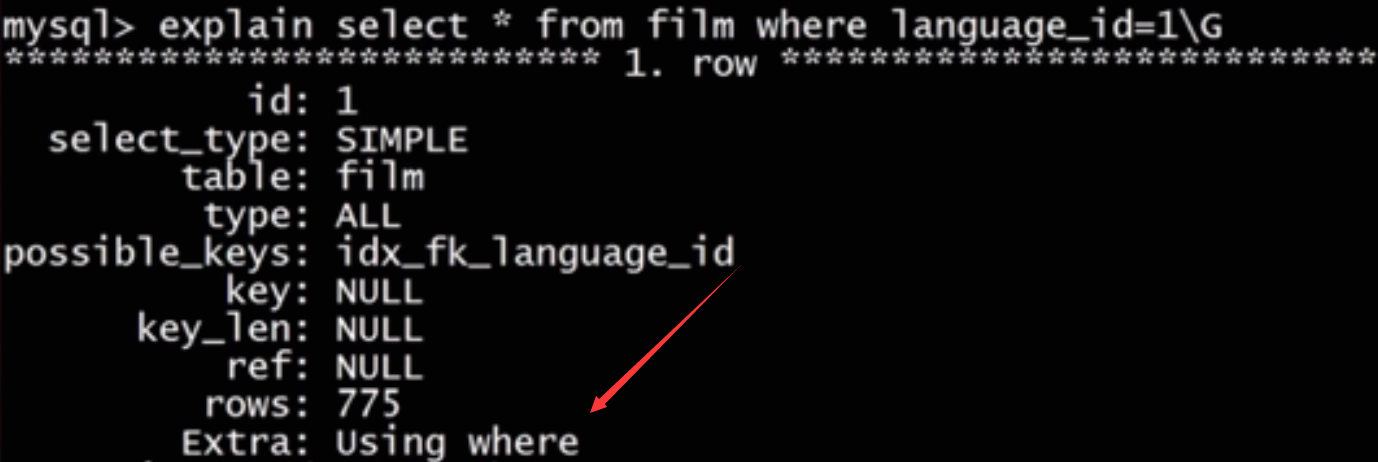 mysql> explain select * from film where language_id=1\G
*************************** 1. row ***************************
id: 1
select_type: SIMPLE
table: film
type: ALL
possible_keys: idx_fk_language_id
key: NULL
key_len: NULL
ref: NULL
rows: 775
Extra: Using where